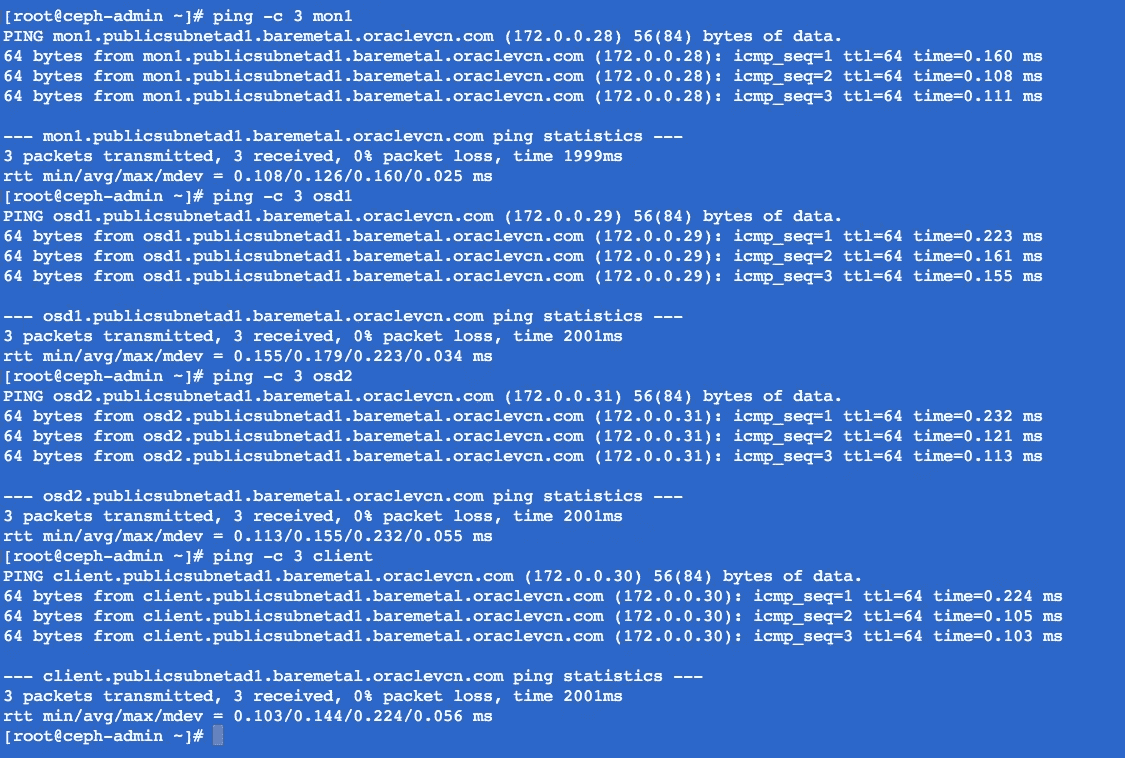 [root@ceph-admin ~]# ping -c 3 mon1
PING mon1.publicsubnetad1.baremetal.oraclevcn.com (172.0.0.28) 56(84) bytes of data.
64 bytes from mon1.publicsubnetad1.baremetal.oraclevcn.com (172.0.0.28): icmp_seq=1 ttl=64 time=0.160 ms
64 bytes from mon1.publicsubnetad1.baremetal.oraclevcn.com (172.0.0.28): icmp_seq=2 ttl=64 time=0.108 ms
64 bytes from mon1.publicsubnetad1.baremetal.oraclevcn.com (172.0.0.28): icmp_seq=3 ttl=64 time=0.111 ms

--- mon1.publicsubnetad1.baremetal.oraclevcn.com ping statistics ---
3 packets transmitted, 3 received, 0% packet loss, time 1999ms
rtt min/avg/max/mdev = 0.108/0.126/0.160/0.025 ms
[root@ceph-admin ~]# ping -c 3 osd1
PING osd1.publicsubnetad1.baremetal.oraclevcn.com (172.0.0.29) 56(84) bytes of data.
64 bytes from osd1.publicsubnetad1.baremetal.oraclevcn.com (172.0.0.29): icmp_seq=1 ttl=64 time=0.223 ms
64 bytes from osd1.publicsubnetad1.baremetal.oraclevcn.com (172.0.0.29): icmp_seq=2 ttl=64 time=0.161 ms
64 bytes from osd1.publicsubnetad1.baremetal.oraclevcn.com (172.0.0.29): icmp_seq=3 ttl=64 time=0.155 ms

--- osd1.publicsubnetad1.baremetal.oraclevcn.com ping statistics ---
3 packets transmitted, 3 received, 0% packet loss, time 2001ms
rtt min/avg/max/mdev = 0.155/0.179/0.223/0.034 ms
[root@ceph-admin ~]# ping -c 3 osd2
PING osd2.publicsubnetad1.baremetal.oraclevcn.com (172.0.0.31) 56(84) bytes of data.
64 bytes from osd2.publicsubnetad1.baremetal.oraclevcn.com (172.0.0.31): icmp_seq=1 ttl=64 time=0.232 ms
64 bytes from osd2.publicsubnetad1.baremetal.oraclevcn.com (172.0.0.31): icmp_seq=2 ttl=64 time=0.121 ms
64 bytes from osd2.publicsubnetad1.baremetal.oraclevcn.com (172.0.0.31): icmp_seq=3 ttl=64 time=0.113 ms

--- osd2.publicsubnetad1.baremetal.oraclevcn.com ping statistics ---
3 packets transmitted, 3 received, 0% packet loss, time 2001ms
rtt min/avg/max/mdev = 0.113/0.155/0.232/0.055 ms
[root@ceph-admin ~]# ping -c 3 client
PING client.publicsubnetad1.baremetal.oraclevcn.com (172.0.0.30) 56(84) bytes of data.
64 bytes from client.publicsubnetad1.baremetal.oraclevcn.com (172.0.0.30): icmp_seq=1 ttl=64 time=0.224 ms
64 bytes from client.publicsubnetad1.baremetal.oraclevcn.com (172.0.0.30): icmp_seq=2 ttl=64 time=0.105 ms
64 bytes from client.publicsubnetad1.baremetal.oraclevcn.com (172.0.0.30): icmp_seq=3 ttl=64 time=0.103 ms

--- client.publicsubnetad1.baremetal.oraclevcn.com ping statistics ---
3 packets transmitted, 3 received, 0% packet loss, time 2001ms
rtt min/avg/max/mdev = 0.103/0.144/0.224/0.056 ms
[root@ceph-admin ~]#